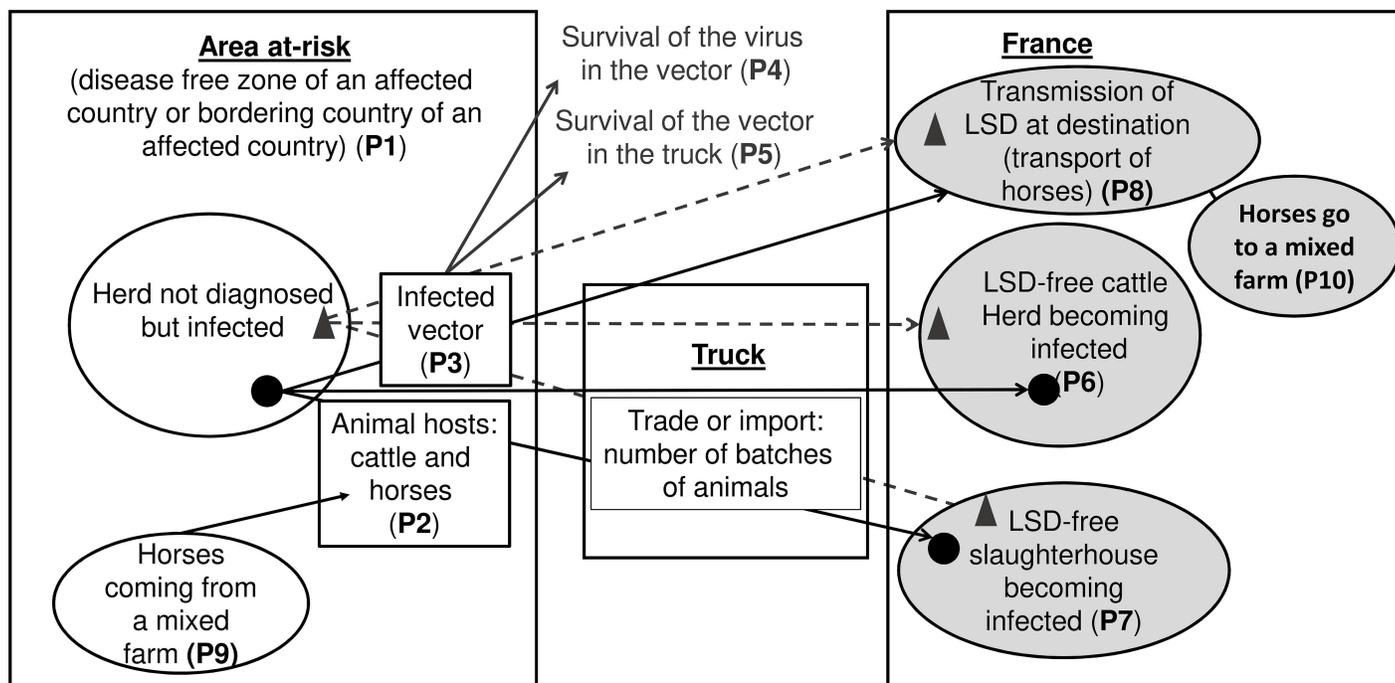 Area at-risk
(disease free zone of an affected
country or bordering country of an
affected country) (P1)
Herd not diagnosed
but infected
Infected
vector
(P3)
Animal hosts:
cattle and
horses
(P2)
Horses
coming from
a mixed
farm (P9)
Survival of the virus
in the vector (P4)
Survival of the vector
in the truck (P5)
Truck
Trade or import:
number of batches
of animals
France
Transmission of
LSD at destination
(transport of
horses) (P8)
Horses go
to a mixed
farm (P10)
LSD-free cattle
Herd becoming
infected
(P6)
LSD-free
slaughterhouse
becoming
infected (P7)